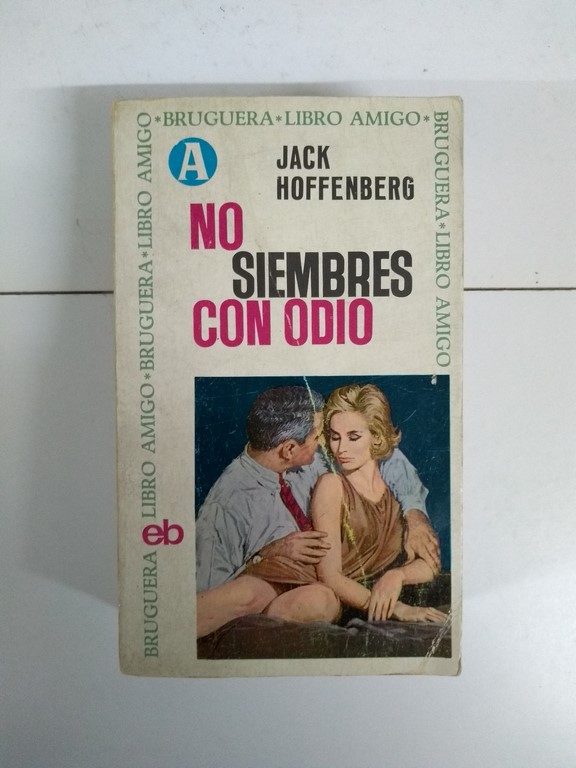 *BRUGUERA*LIBRO AMIGO*
BRUGUERA*LIBRO AMIGO*BRUGUERA*LIBRO AMIGO
BRUGUERA*LIBRO AMIGO*
A
JACK
HOFFENBERG
NO
SIEMBRES
CON ODIO
eb